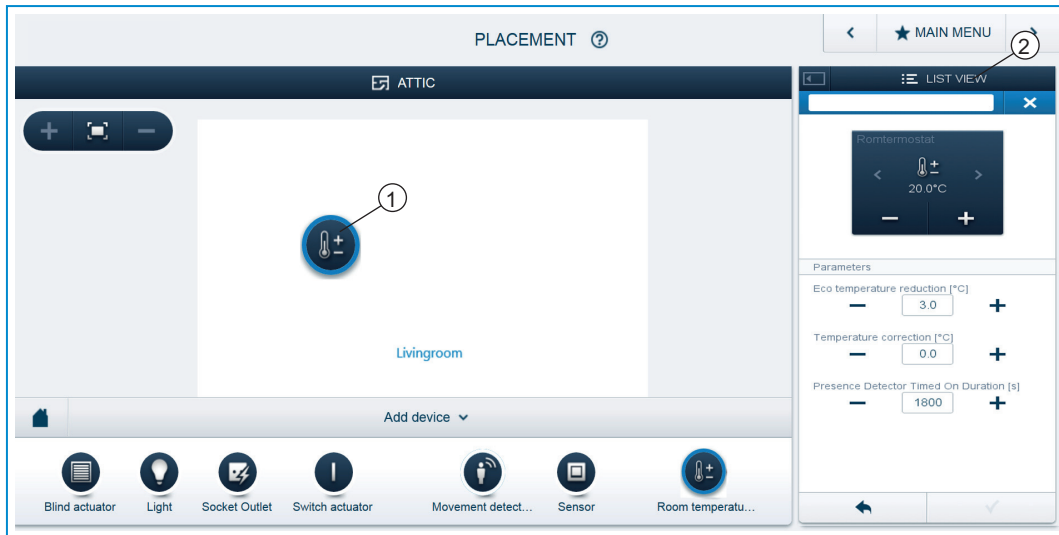 PLACEMENT ?
< ★ MAIN MENU >
2
ATTIC
LIST VIEW
+ −
×
Romtermostat
< ± >
20.0°C
− +
1
±
Parameters
Eco temperature reduction [°C]
− 3.0 +
Temperature correction [°C]
− 0.0 +
Livingroom
Presence Detector Timed On Duration [s]
− 1800 +
Add device
Blind actuator Light Socket Outlet Switch actuator Movement detect... Sensor Room temperatu...